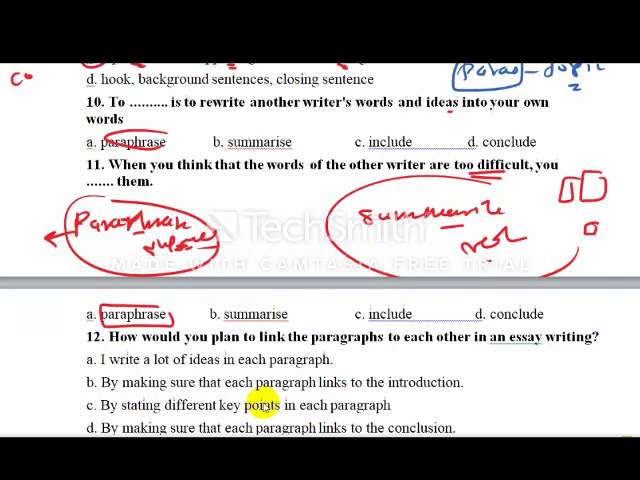 Paras - topic
d. hook, background sentences, closing sentence
10. To .......... is to rewrite another writer's words and ideas into your own
words
a. paraphrase b. summarise c. include d. conclude
11. When you think that the words of the other writer are too difficult, you
....... them.
Paraphrase
summarise
TechSmith
MADE WITH CAMTASIA FREE TRIAL
a. paraphrase b. summarise c. include d. conclude
12. How would you plan to link the paragraphs to each other in an essay writing?
a. I write a lot of ideas in each paragraph.
b. By making sure that each paragraph links to the introduction.
c. By stating different key points in each paragraph
d. By making sure that each paragraph links to the conclusion.